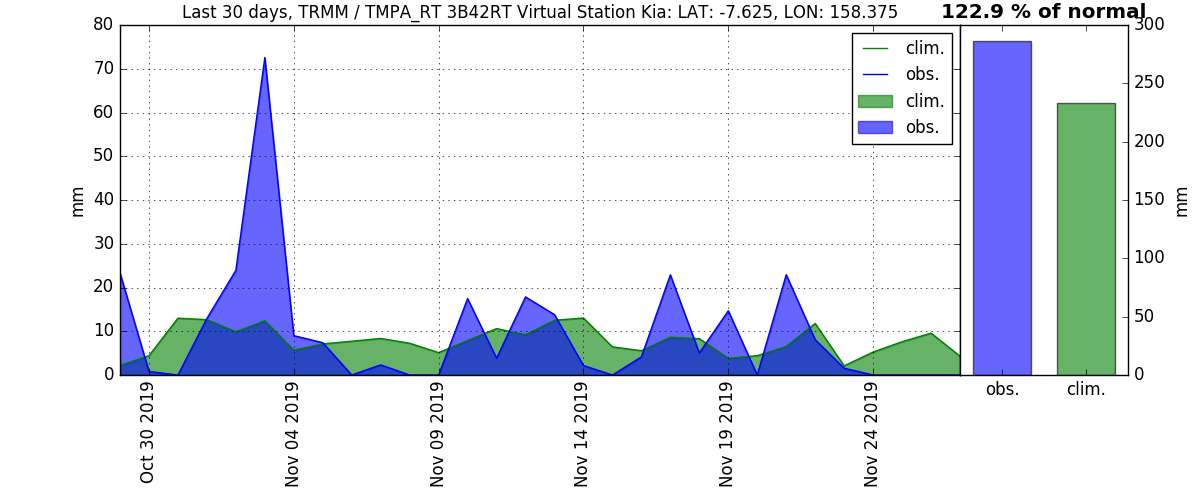 Last 30 days, TRMM / TMPA_RT 3B42RT Virtual Station Kia: LAT: -7.625, LON: 158.375
122.9 % of normal
80
70
60
50
40
30
20
10
0
mm
clim.
obs.
clim.
obs.
Oct 30 2019
Nov 04 2019
Nov 09 2019
Nov 14 2019
Nov 19 2019
Nov 24 2019
300
250
200
150
100
50
0
mm
obs.
clim.